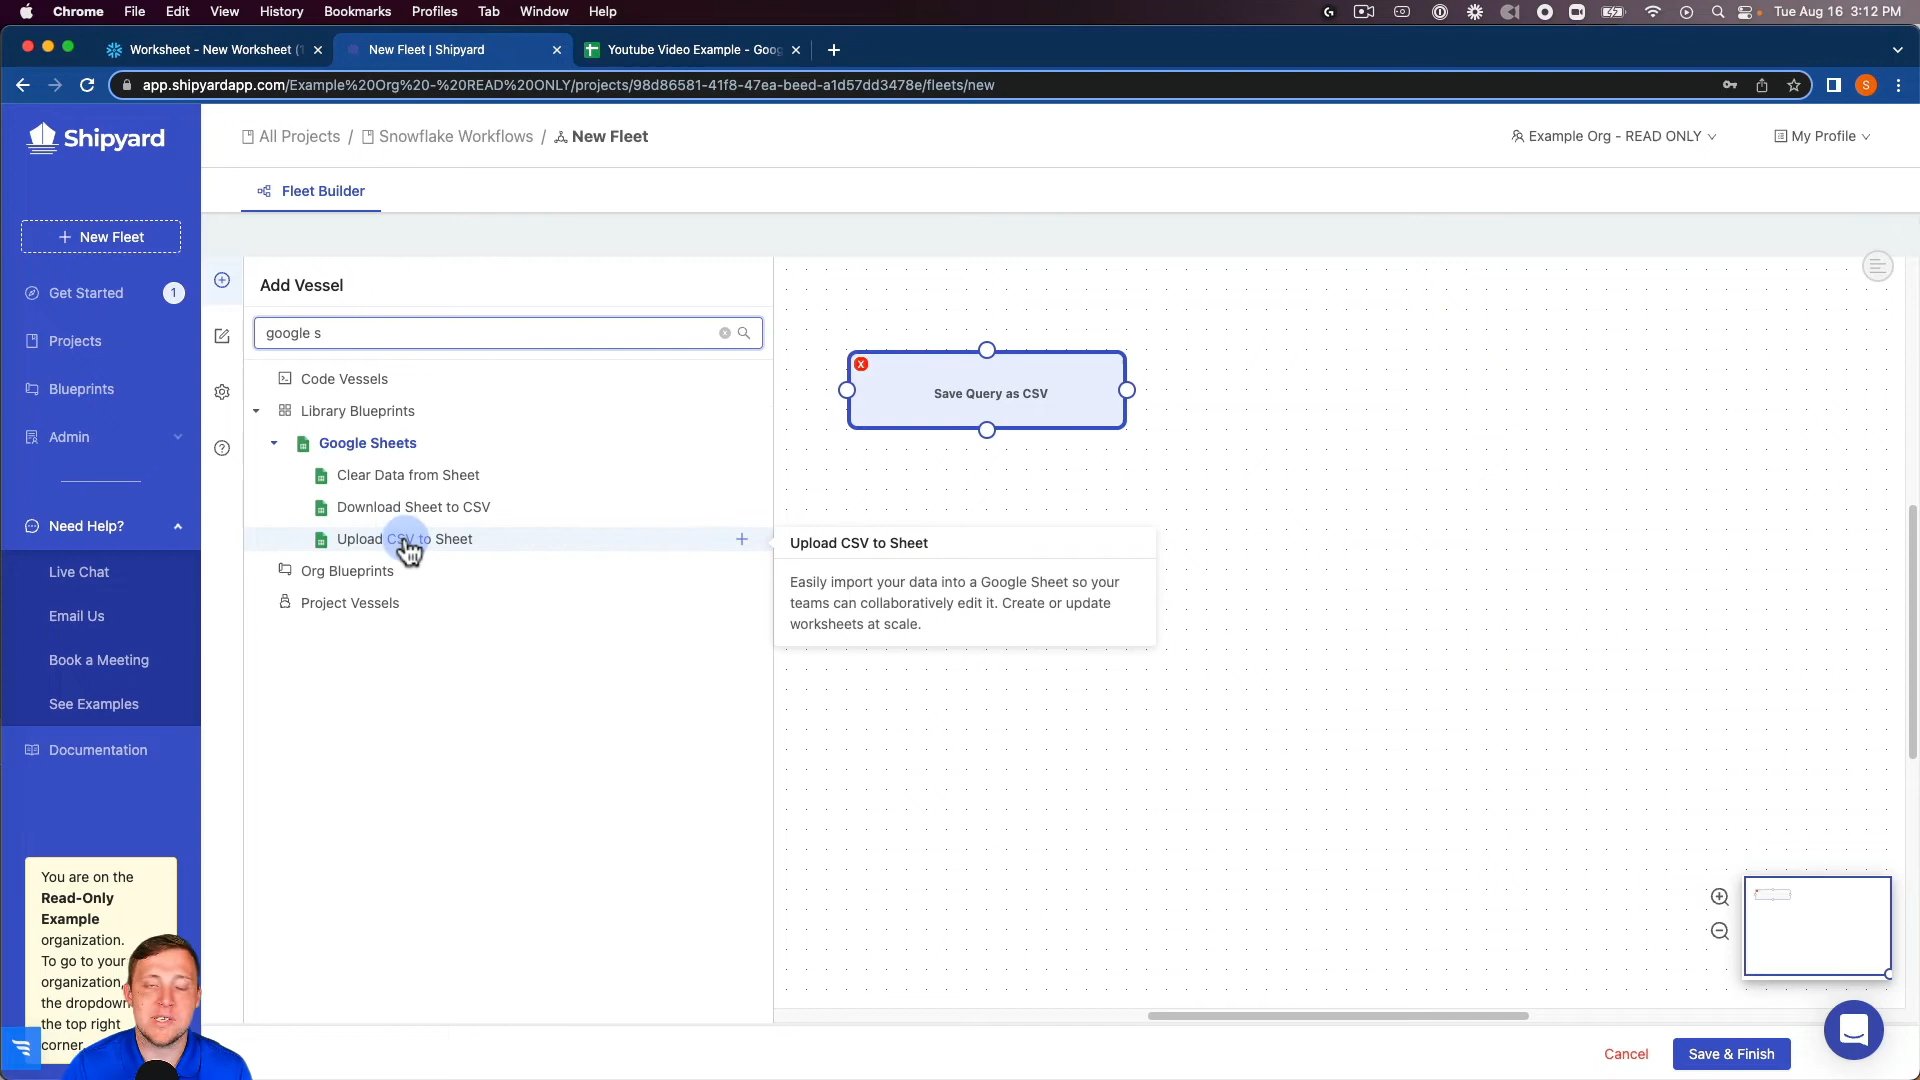 Chrome File Edit View History Bookmarks Profiles Tab Window Help Tue Aug 16 3:12 PM
Worksheet - New Worksheet (1
New Fleet | Shipyard
Youtube Video Example - Goog
app.shipyardapp.com/Example%20Org%20-%20READ%20ONLY/projects/98d86581-41f8-47ea-beed-a1d57dd3478e/fleets/new
S
Shipyard
All Projects / Snowflake Workflows / New Fleet
Example Org - READ ONLY
My Profile
Fleet Builder
+ New Fleet
Get Started 1
Projects
Blueprints
Admin
Need Help?
Live Chat
Email Us
Book a Meeting
See Examples
Documentation
You are on the
Read-Only
Example
organization.
To go to your
organization,
the dropdown
the top right
corner.
Add Vessel
google s
Code Vessels
Library Blueprints
Google Sheets
Clear Data from Sheet
Download Sheet to CSV
Upload CSV to Sheet
Org Blueprints
Project Vessels
Save Query as CSV
Upload CSV to Sheet
Easily import your data into a Google Sheet so your
teams can collaboratively edit it. Create or update
worksheets at scale.
Cancel
Save & Finish